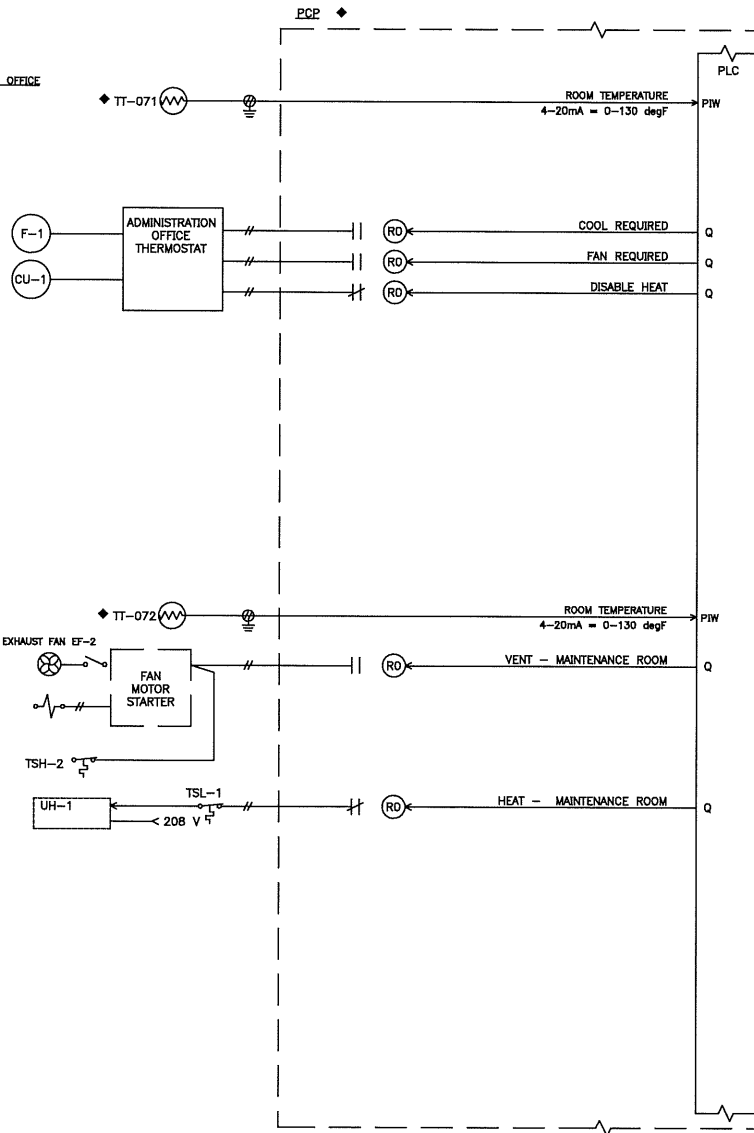 PCP ◆
PLC
OFFICE
◆ TT-071
ROOM TEMPERATURE
4-20mA = 0-130 degF
PIW
F-1
CU-1
ADMINISTRATION
OFFICE
THERMOSTAT
RO
COOL REQUIRED
Q
RO
FAN REQUIRED
Q
RO
DISABLE HEAT
Q
◆ TT-072
ROOM TEMPERATURE
4-20mA = 0-130 degF
PIW
EXHAUST FAN EF-2
FAN
MOTOR
STARTER
RO
VENT - MAINTENANCE ROOM
Q
TSH-2
UH-1
TSL-1
< 208 V
RO
HEAT - MAINTENANCE ROOM
Q